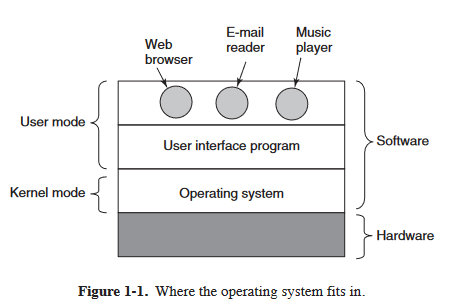 Web
browser
E-mail
reader
Music
player
User mode
User interface program
Software
Kernel mode
Operating system
Hardware
Figure 1-1. Where the operating system fits in.